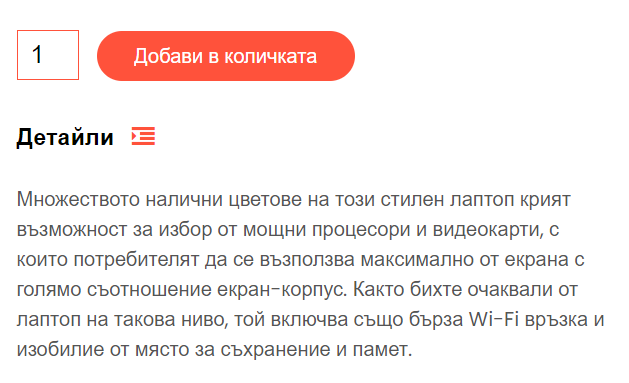 1
Добави в количката
Детайли
Множеството налични цветове на този стилен лаптоп крият
възможност за избор от мощни процесори и видеокарти, с
които потребителят да се възползва максимално от екрана с
голямо съотношение екран-корпус. Както бихте очаквали от
лаптоп на такова ниво, той включва също бърза Wi-Fi връзка и
изобилие от място за съхранение и памет.